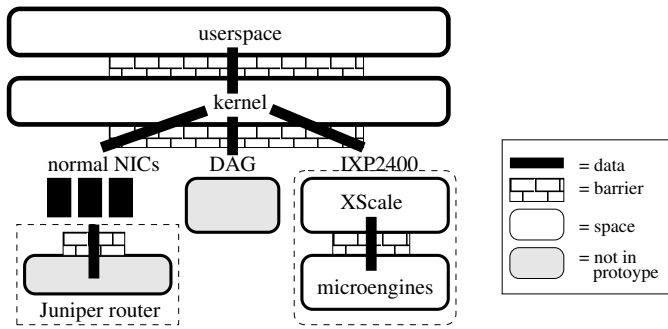 userspace
kernel
normal NICs
DAG
IXP2400
XScale
microengines
Juniper router
= data
= barrier
= space
= not in
protoype